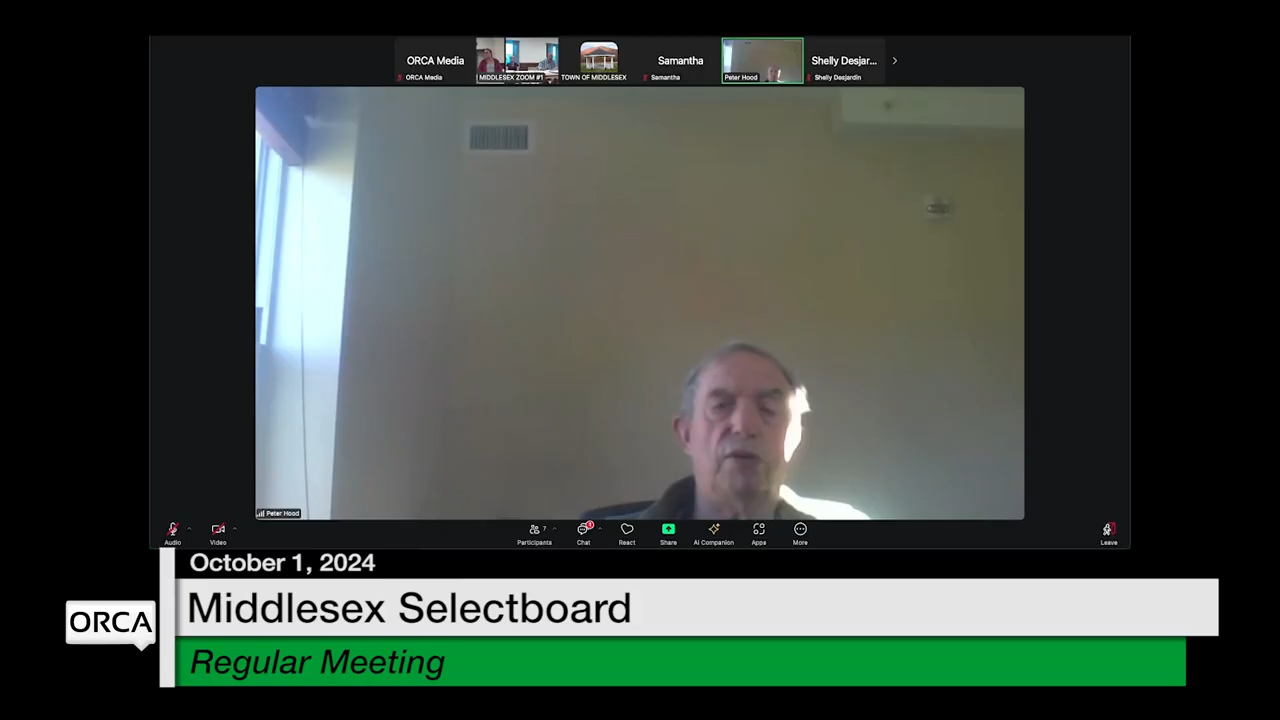 ORCA Media
Samantha
Shelly Desjar...
ORCA Media
MIDDLESEX ZOOM #1
TOWN OF MIDDLESEX
Samantha
Peter Hood
Shelly Desjardin
Peter Hood
Audio
Video
Participants
7
Chat
React
Share
AI Companion
Apps
More
Leave
October 1, 2024
Middlesex Selectboard
ORCA
Regular Meeting